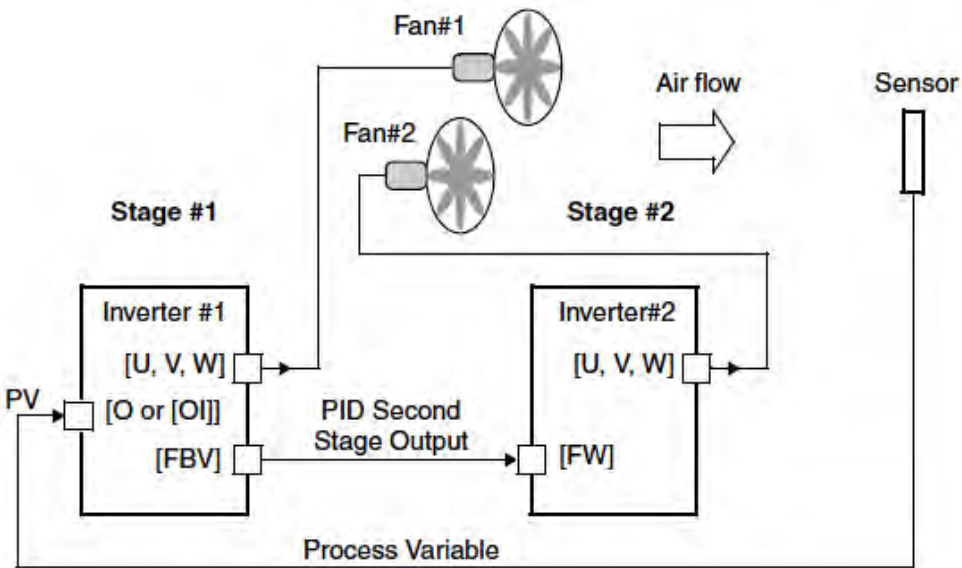 Fan#1
Air flow
Sensor
Fan#2
Stage #1
Stage #2
Inverter #1
Inverter#2
[U, V, W]
[U, V, W]
PV
[O or [OI]]
PID Second
Stage Output
[FBV]
[FW]
Process Variable